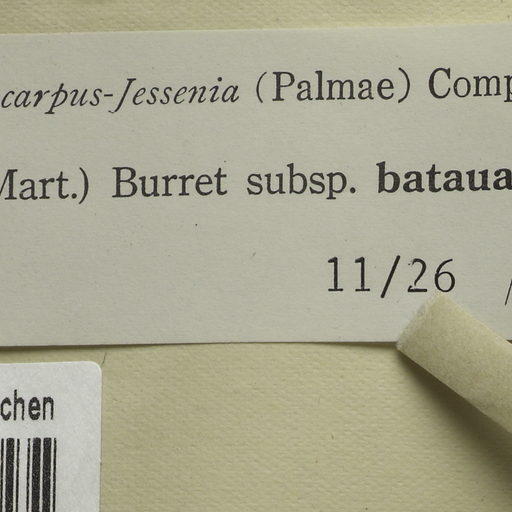 carpus-Jessenia (Palmae) Comp
Mart.) Burret subsp. bataua
11/26
chen